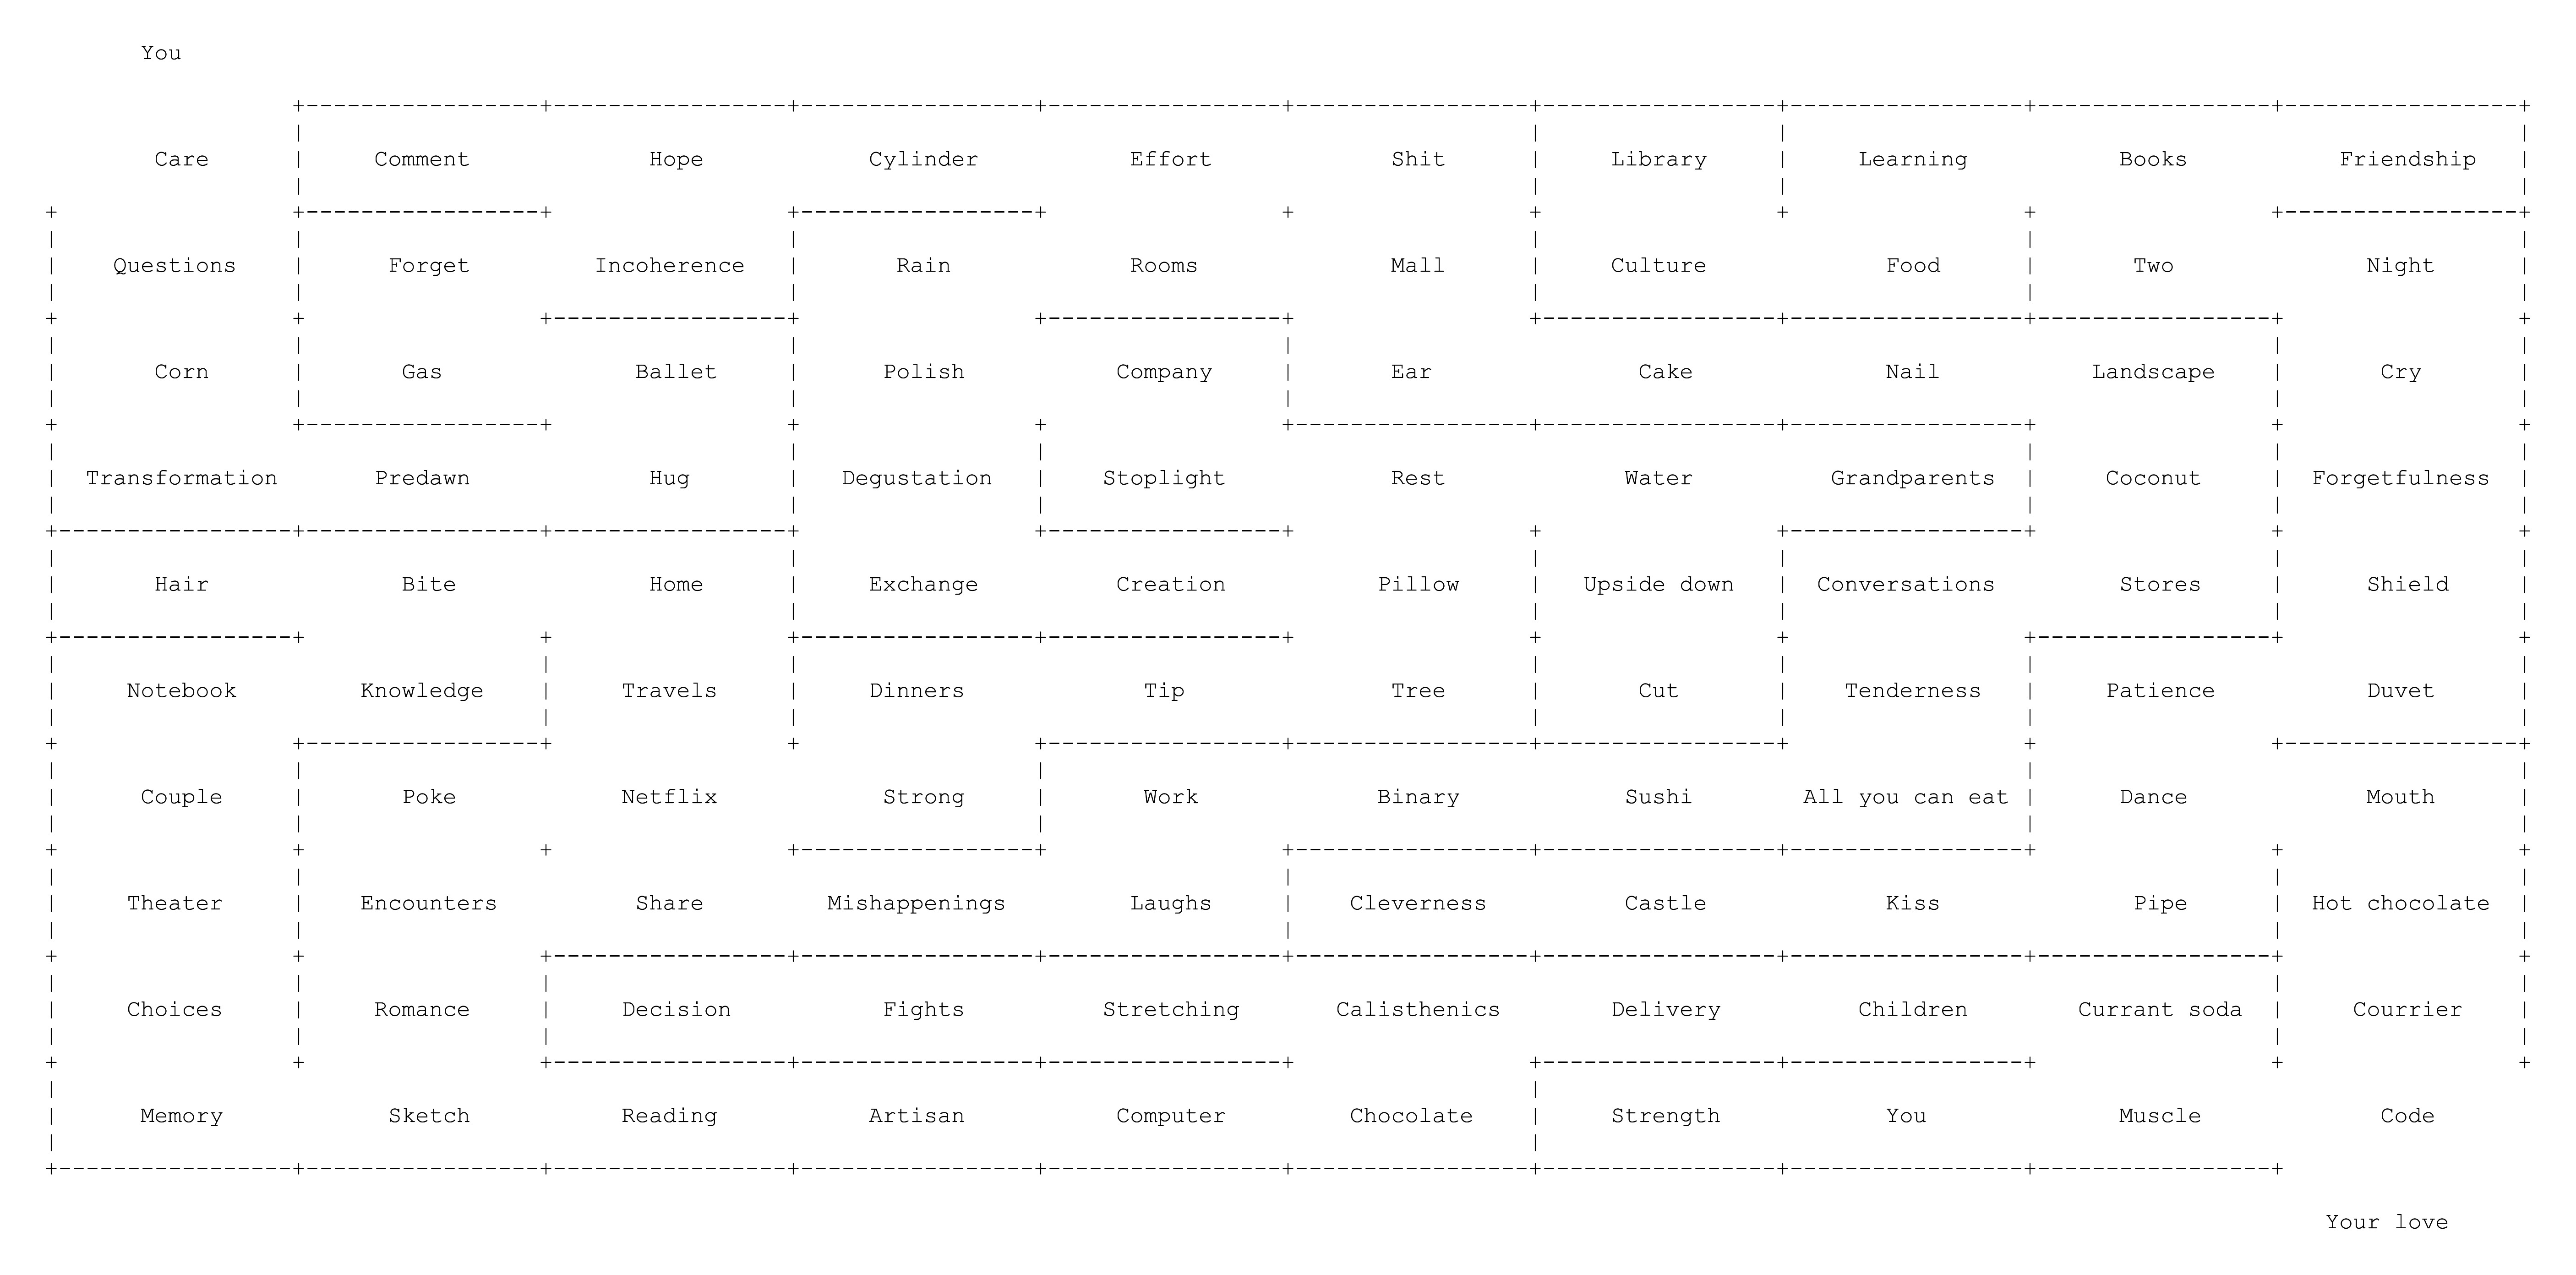 You
Care Comment Hope Cylinder Effort Shit Library Learning Books Friendship
Questions Forget Incoherence Rain Rooms Mall Culture Food Two Night
Corn Gas Ballet Polish Company Ear Cake Nail Landscape Cry
Transformation Predawn Hug Degustation Stoplight Rest Water Grandparents Coconut Forgetfulness
Hair Bite Home Exchange Creation Pillow Upside down Conversations Stores Shield
Notebook Knowledge Travels Dinners Tip Tree Cut Tenderness Patience Duvet
Couple Poke Netflix Strong Work Binary Sushi All you can eat Dance Mouth
Theater Encounters Share Mishappenings Laughs Cleverness Castle Kiss Pipe Hot chocolate
Choices Romance Decision Fights Stretching Calisthenics Delivery Children Currant soda Courrier
Memory Sketch Reading Artisan Computer Chocolate Strength You Muscle Code
Your love